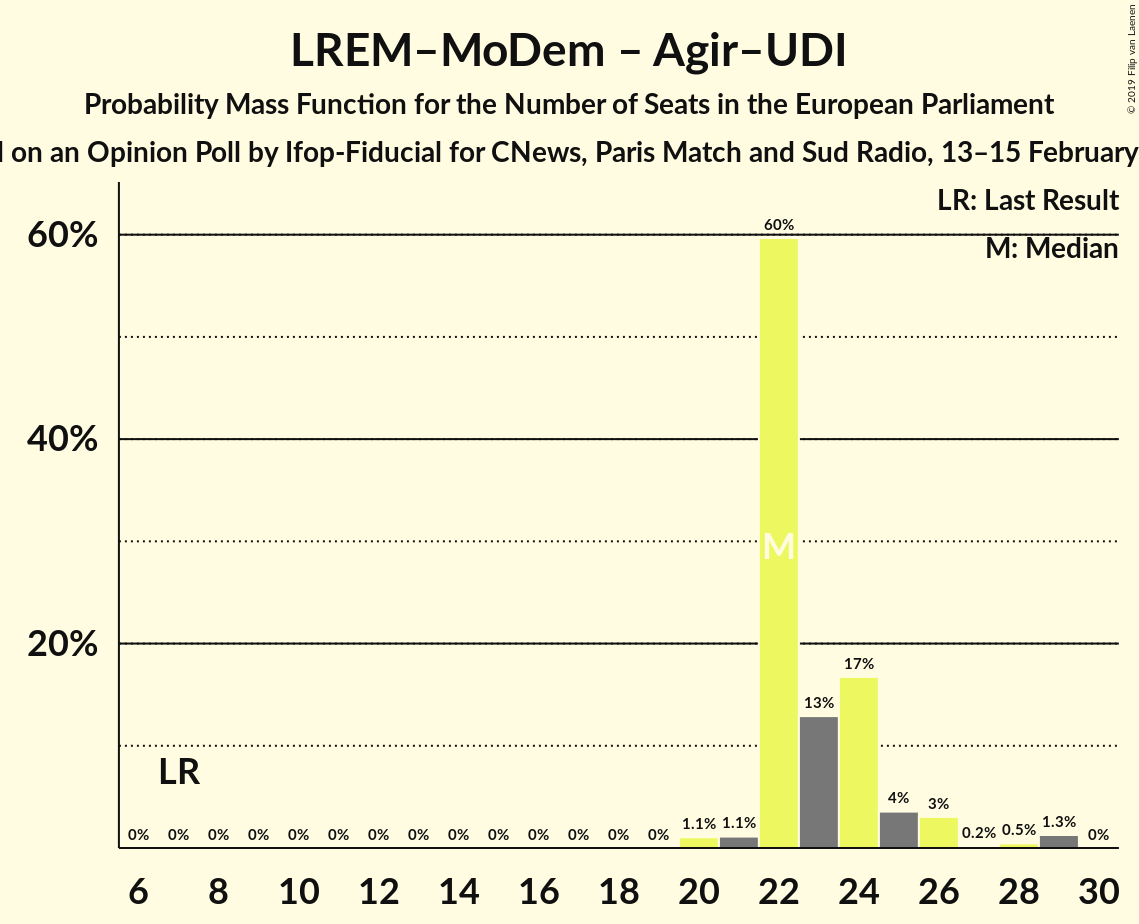 © 2019 Filip van Laenen
LREM–MoDem – Agir–UDI
Probability Mass Function for the Number of Seats in the European Parliament
on an Opinion Poll by Ifop-Fiducial for CNews, Paris Match and Sud Radio, 13–15 February
LR: Last Result
M: Median
60%
40%
20%
60%
M
17%
13%
LR
0% 0% 0% 0% 0% 0% 0% 0% 0% 0% 0% 0% 0% 0% 1.1% 1.1% 4% 3% 0.2% 0.5% 1.3% 0%
6 8 10 12 14 16 18 20 22 24 26 28 30